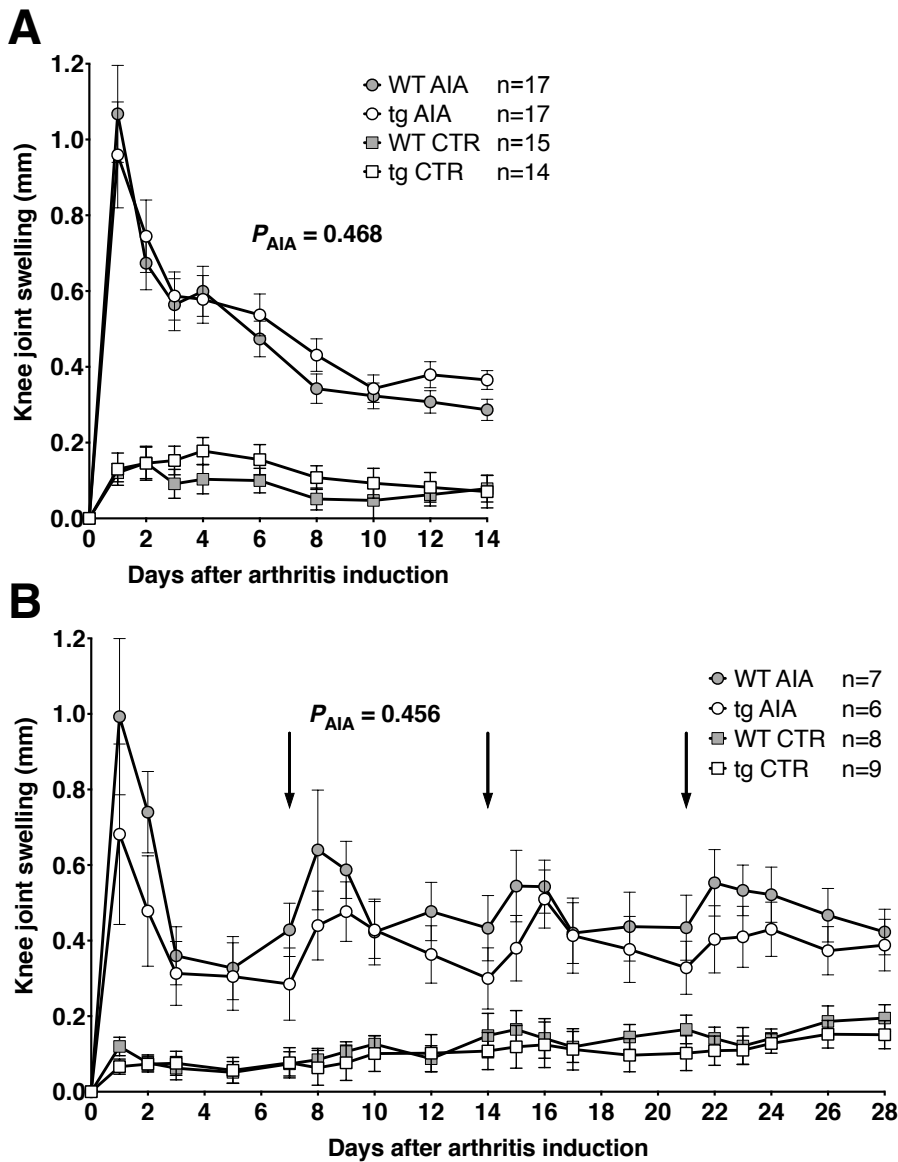 A
Knee joint swelling (mm)
1.2
1.0
0.8
0.6
0.4
0.2
0.0
WT AIA n=17
tg AIA n=17
WT CTR n=15
tg CTR n=14
PAIA = 0.468
0 2 4 6 8 10 12 14
Days after arthritis induction
B
Knee joint swelling (mm)
1.2
1.0
0.8
0.6
0.4
0.2
0.0
WT AIA n=7
tg AIA n=6
WT CTR n=8
tg CTR n=9
PAIA = 0.456
0 2 4 6 8 10 12 14 16 18 20 22 24 26 28
Days after arthritis induction